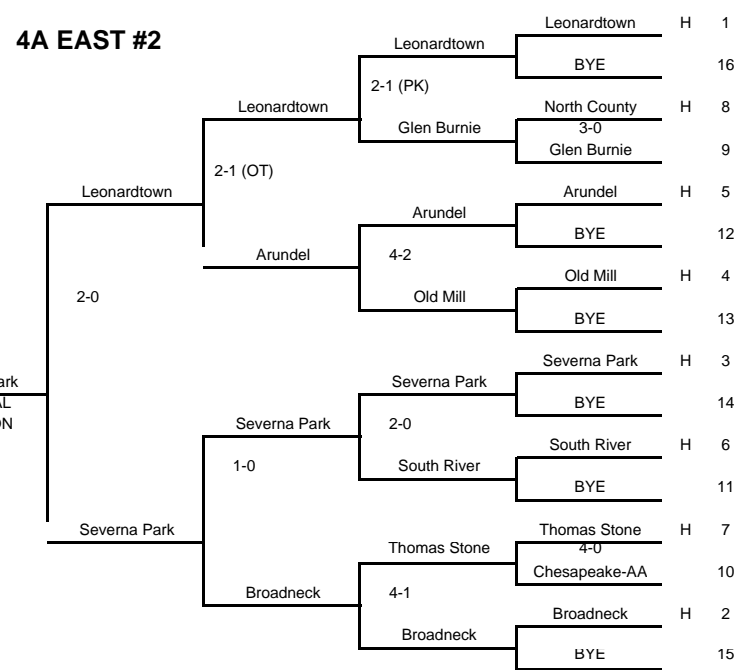 4A EAST #2
Leonardtown H 1
Leonardtown
BYE 16
2-1 (PK)
Leonardtown
North County H 8
Glen Burnie
3-0
Glen Burnie 9
2-1 (OT)
Leonardtown
Arundel H 5
Arundel
BYE 12
Arundel
4-2
Old Mill H 4
2-0
Old Mill
BYE 13
Severna Park H 3
ark
Severna Park
AL
BYE 14
ON
Severna Park
2-0
South River H 6
1-0
South River
BYE 11
Severna Park
Thomas Stone H 7
Thomas Stone
4-0
Chesapeake-AA 10
Broadneck
4-1
Broadneck H 2
Broadneck
BYE 15